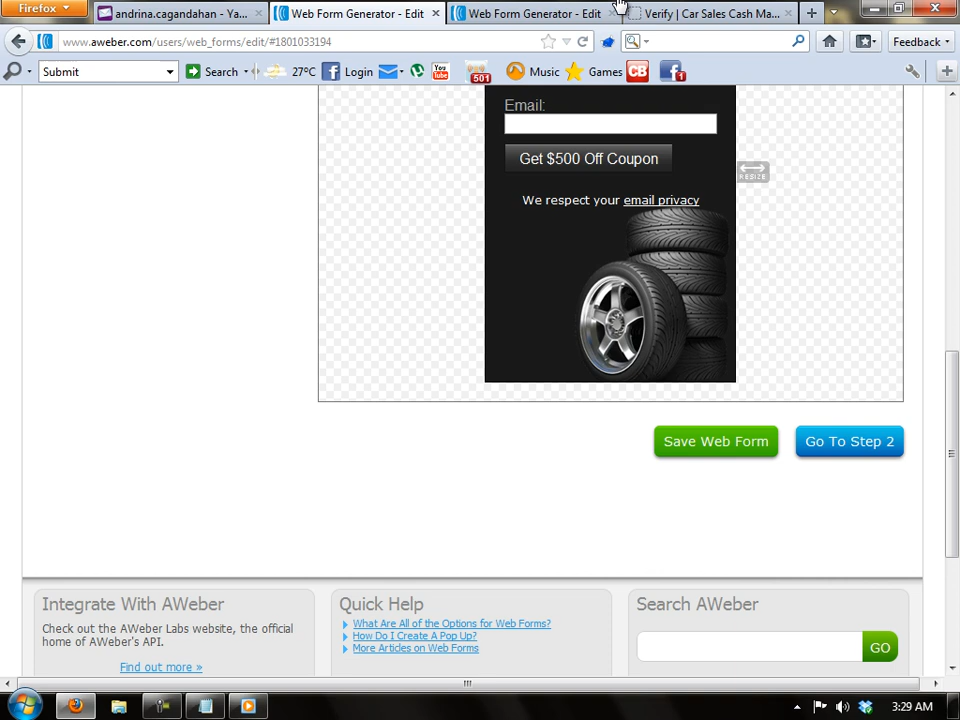 Firefox
andrina.cagandahan - Ya...
Web Form Generator - Edit
Web Form Generator - Edit
Verify | Car Sales Cash Ma...
www.aweber.com/users/web_forms/edit/#1801033194
Feedback
Submit
Search
27°C
Login
You Tube
501
Music
Games
CB
1
Email:
Get $500 Off Coupon
RESIZE
We respect your email privacy
Save Web Form
Go To Step 2
Integrate With AWeber
Check out the AWeber Labs website, the official
home of AWeber's API.
Find out more »
Quick Help
What Are All of the Options for Web Forms?
How Do I Create A Pop Up?
More Articles on Web Forms
Search AWeber
GO
3:29 AM